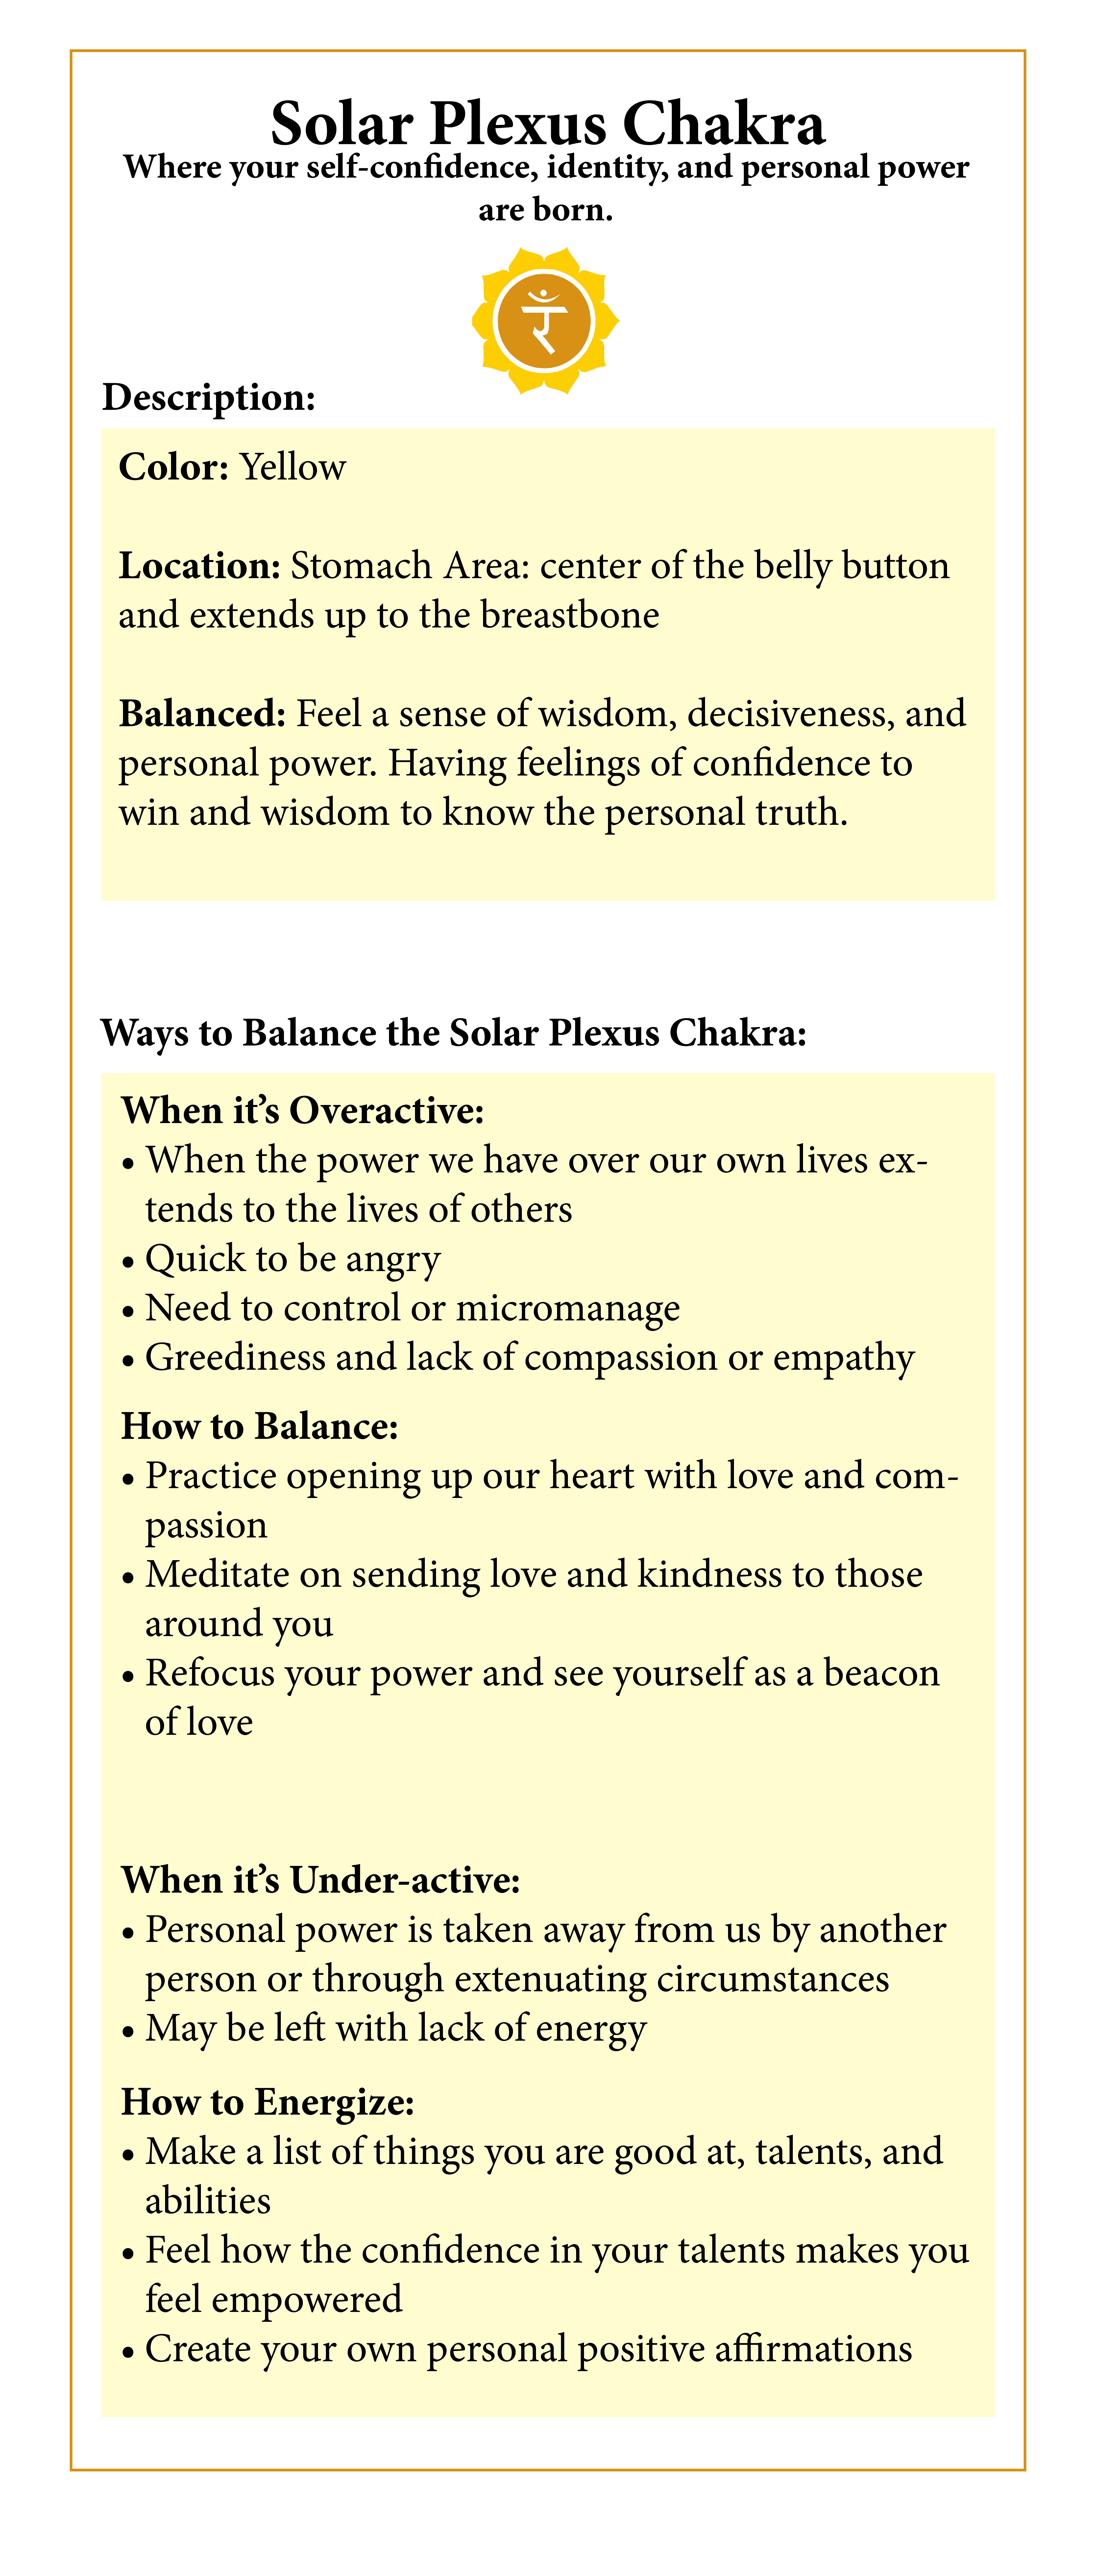 Solar Plexus Chakra
Where your self-confidence, identity, and personal power
are born.
रं
Description:
Color: Yellow
Location: Stomach Area: center of the belly button
and extends up to the breastbone
Balanced: Feel a sense of wisdom, decisiveness, and
personal power. Having feelings of confidence to
win and wisdom to know the personal truth.
Ways to Balance the Solar Plexus Chakra:
When it’s Overactive:
• When the power we have over our own lives ex-
tends to the lives of others
• Quick to be angry
• Need to control or micromanage
• Greediness and lack of compassion or empathy
How to Balance:
• Practice opening up our heart with love and com-
passion
• Meditate on sending love and kindness to those
around you
• Refocus your power and see yourself as a beacon
of love
When it’s Under-active:
• Personal power is taken away from us by another
person or through extenuating circumstances
• May be left with lack of energy
How to Energize:
• Make a list of things you are good at, talents, and
abilities
• Feel how the confidence in your talents makes you
feel empowered
• Create your own personal positive affirmations